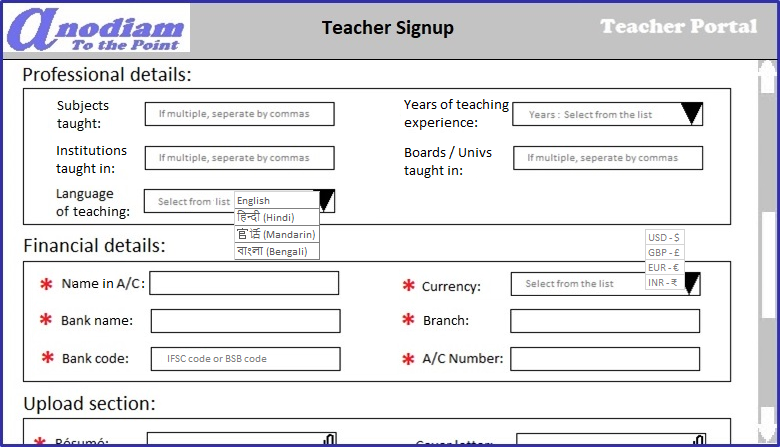 anodiam
To the Point
Teacher Signup
Teacher Portal
Professional details:
Subjects taught:
If multiple, seperate by commas
Years of teaching experience:
Years : Select from the list
Institutions taught in:
If multiple, seperate by commas
Boards / Univs taught in:
If multiple, seperate by commas
Language of teaching:
Select from list
English
हिन्दी (Hindi)
官话 (Mandarin)
বাংলা (Bengali)
Financial details:
USD - $
GBP - £
EUR - €
INR - ₹
* Name in A/C:
* Currency:
Select from the list
* Bank name:
* Branch:
* Bank code:
IFSC code or BSB code
* A/C Number:
Upload section:
* Résumé:
Cover letter: